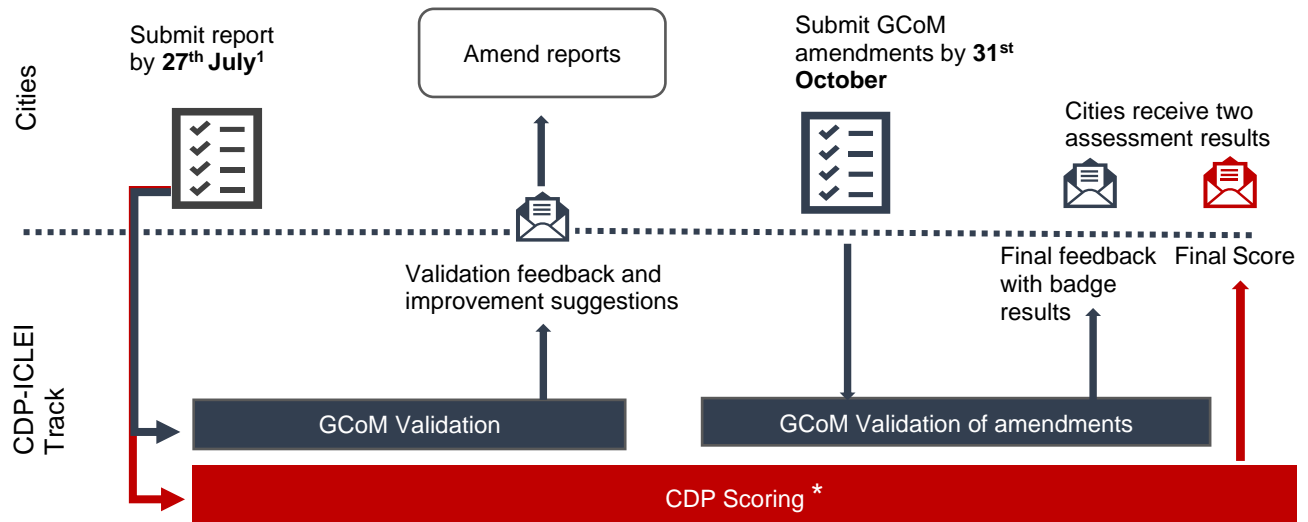 Cities
Submit report
by 27th July1
Amend reports
Submit GCoM
amendments by 31st
October
Cities receive two
assessment results
CDP-ICLEI
Track
Validation feedback and
improvement suggestions
Final feedback
with badge
results
Final Score
GCoM Validation
GCoM Validation of amendments
CDP Scoring *